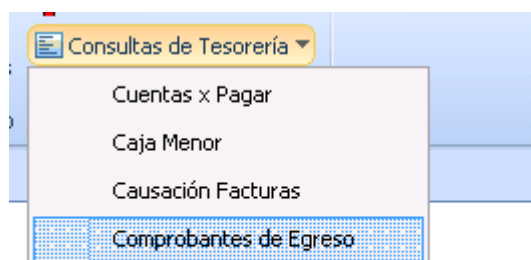 Consultas de Tesorería
Cuentas x Pagar
Caja Menor
Causación Facturas
Comprobantes de Egreso